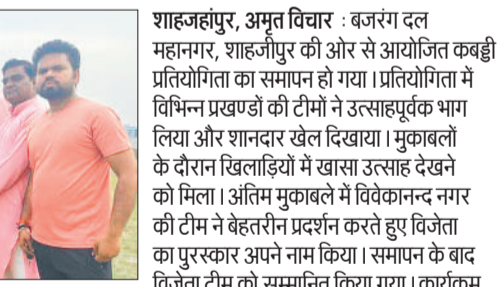 शाहजहांपुर, अमृत विचार : बजरंग दल
महानगर, शाहजीपुर की ओर से आयोजित कबड्डी
प्रतियोगिता का समापन हो गया। प्रतियोगिता में
विभिन्न प्रखण्डों की टीमों ने उत्साहपूर्वक भाग
लिया और शानदार खेल दिखाया। मुकाबलों
के दौरान खिलाड़ियों में खासा उत्साह देखने
को मिला। अंतिम मुकाबले में विवेकानन्द नगर
की टीम ने बेहतरीन प्रदर्शन करते हुए विजेता
का पुरस्कार अपने नाम किया। समापन के बाद
विजेता टीम को सम्मानित किया गया। कार्यक्रम